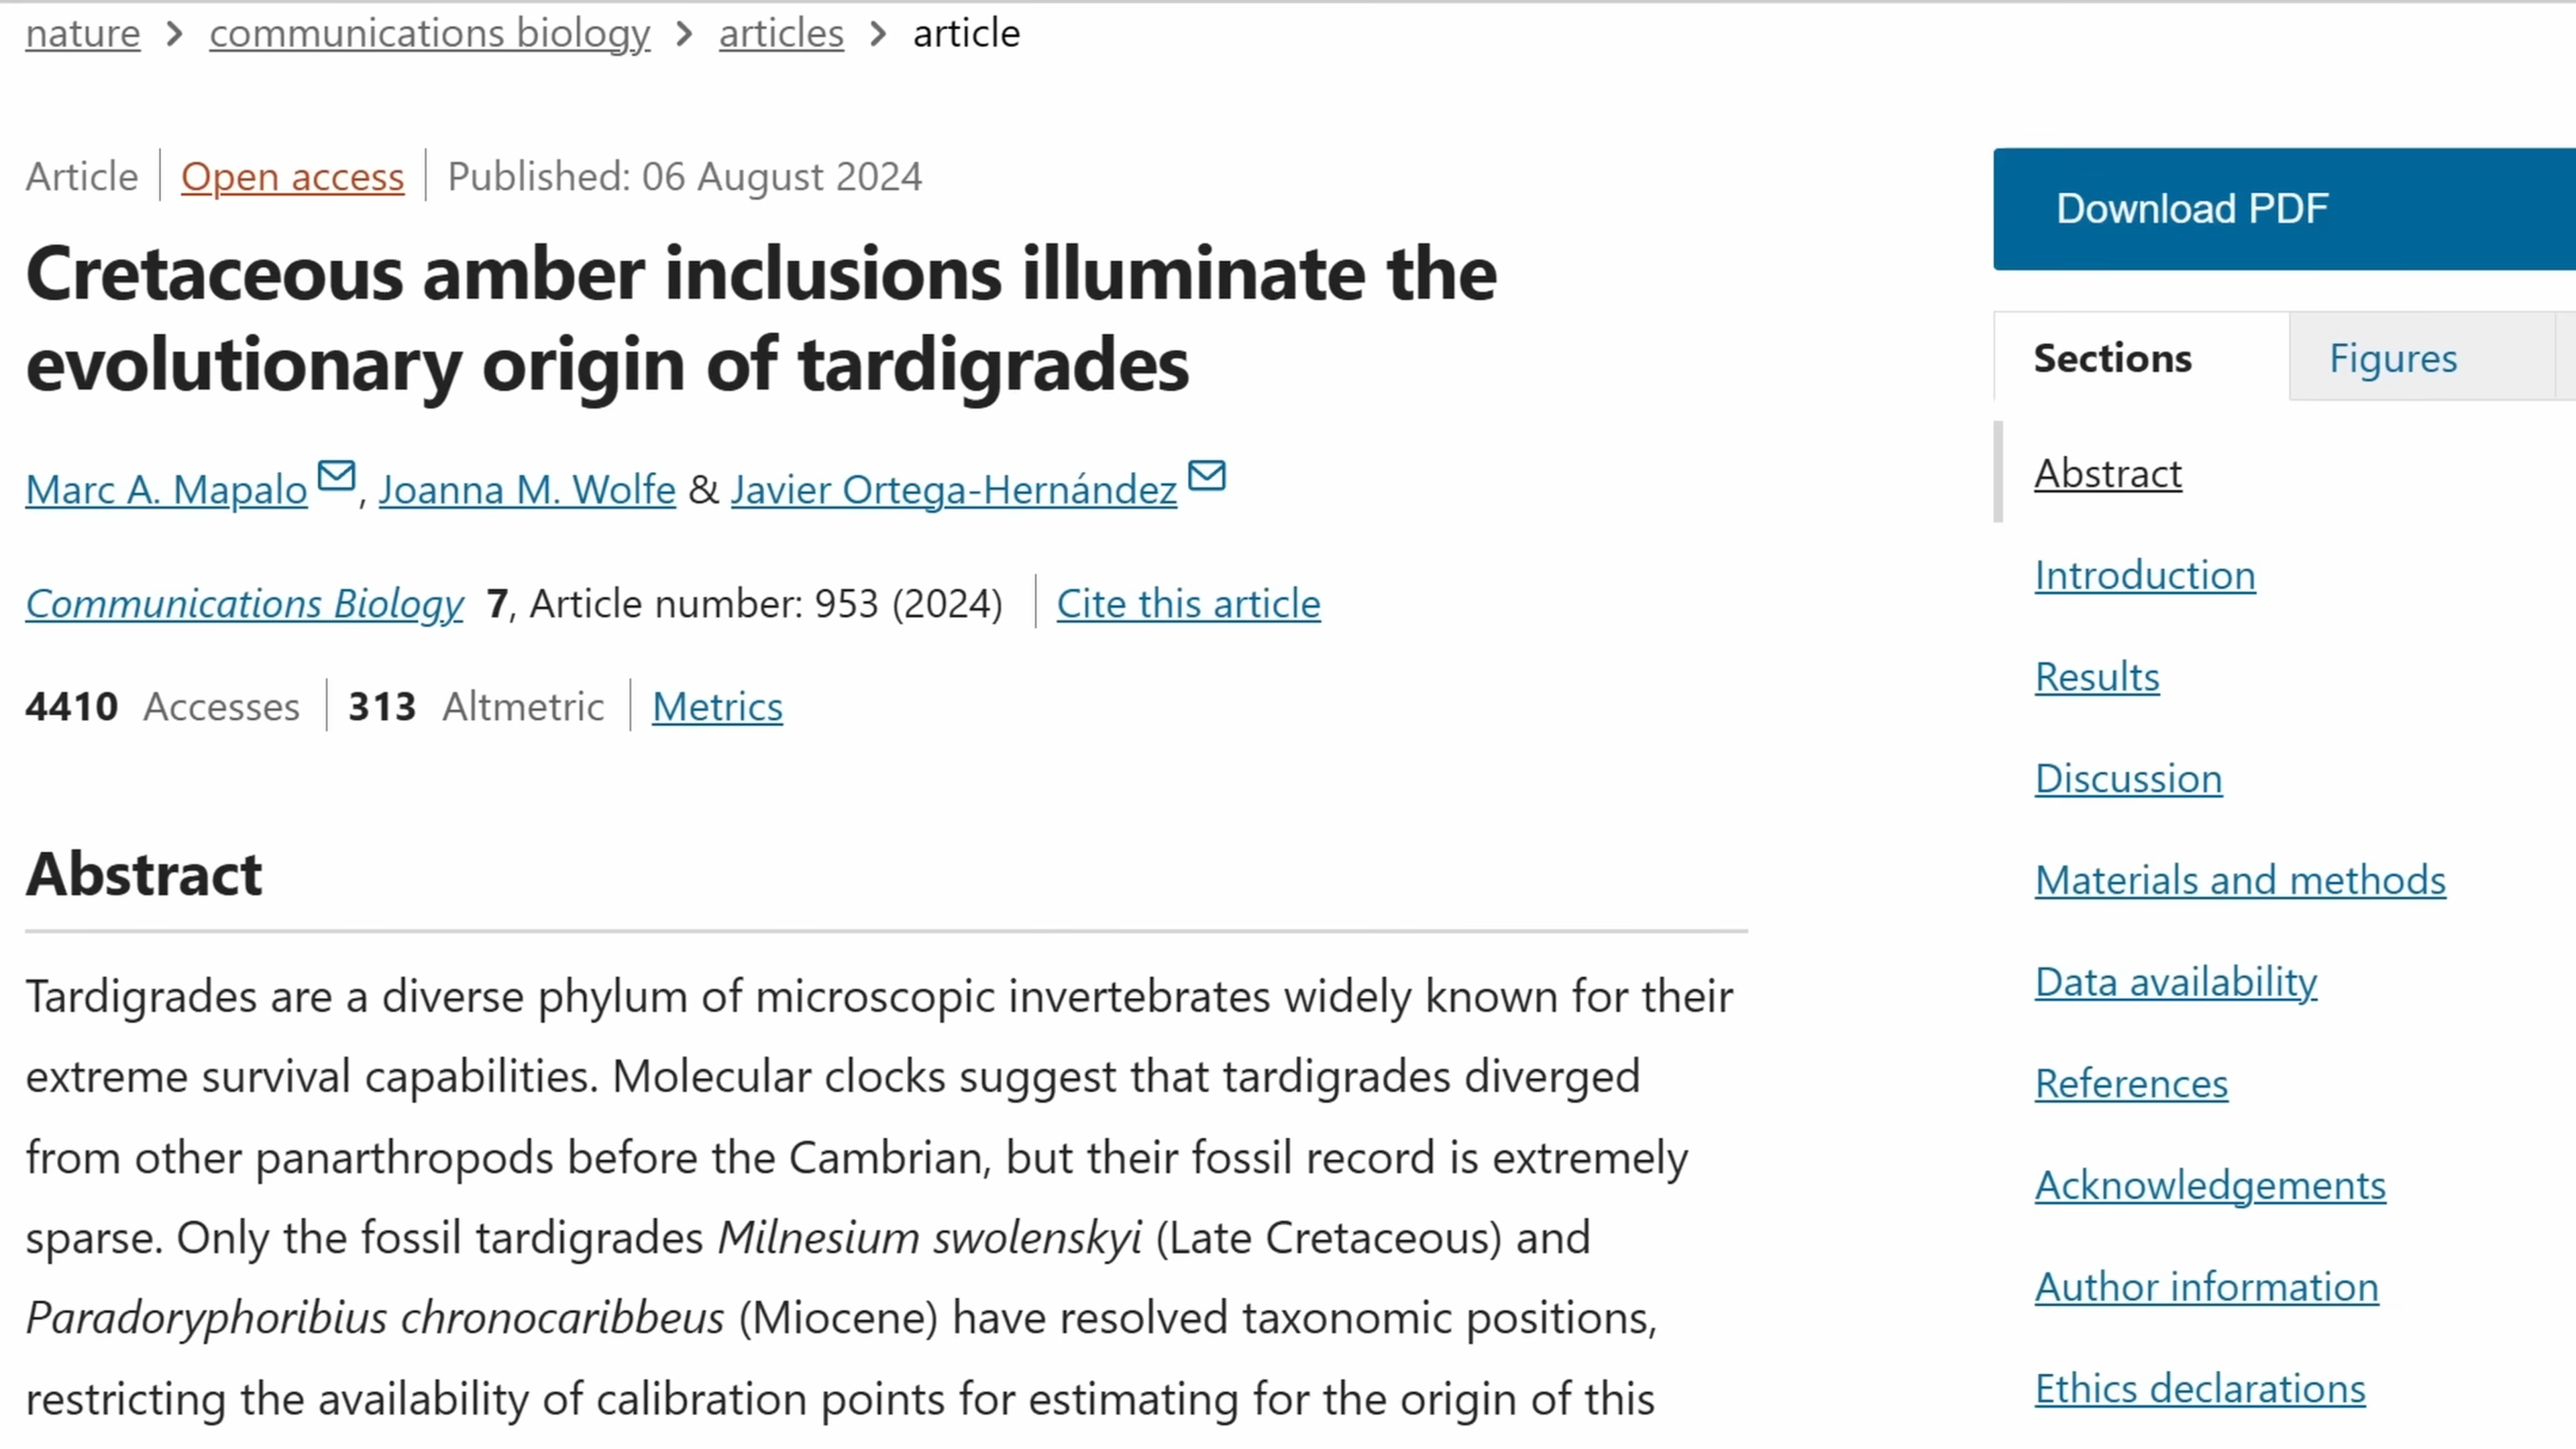 nature > communications biology > articles > article
Article | Open access | Published: 06 August 2024
Cretaceous amber inclusions illuminate the
evolutionary origin of tardigrades
Marc A. Mapalo, Joanna M. Wolfe & Javier Ortega-Hernández
Communications Biology 7, Article number: 953 (2024) | Cite this article
4410 Accesses | 313 Altmetric | Metrics
Abstract
Tardigrades are a diverse phylum of microscopic invertebrates widely known for their
extreme survival capabilities. Molecular clocks suggest that tardigrades diverged
from other panarthropods before the Cambrian, but their fossil record is extremely
sparse. Only the fossil tardigrades Milnesium swolenskyi (Late Cretaceous) and
Paradoryphoribius chronocaribbeus (Miocene) have resolved taxonomic positions,
restricting the availability of calibration points for estimating for the origin of this
Download PDF
Sections
Figures
Abstract
Introduction
Results
Discussion
Materials and methods
Data availability
References
Acknowledgements
Author information
Ethics declarations